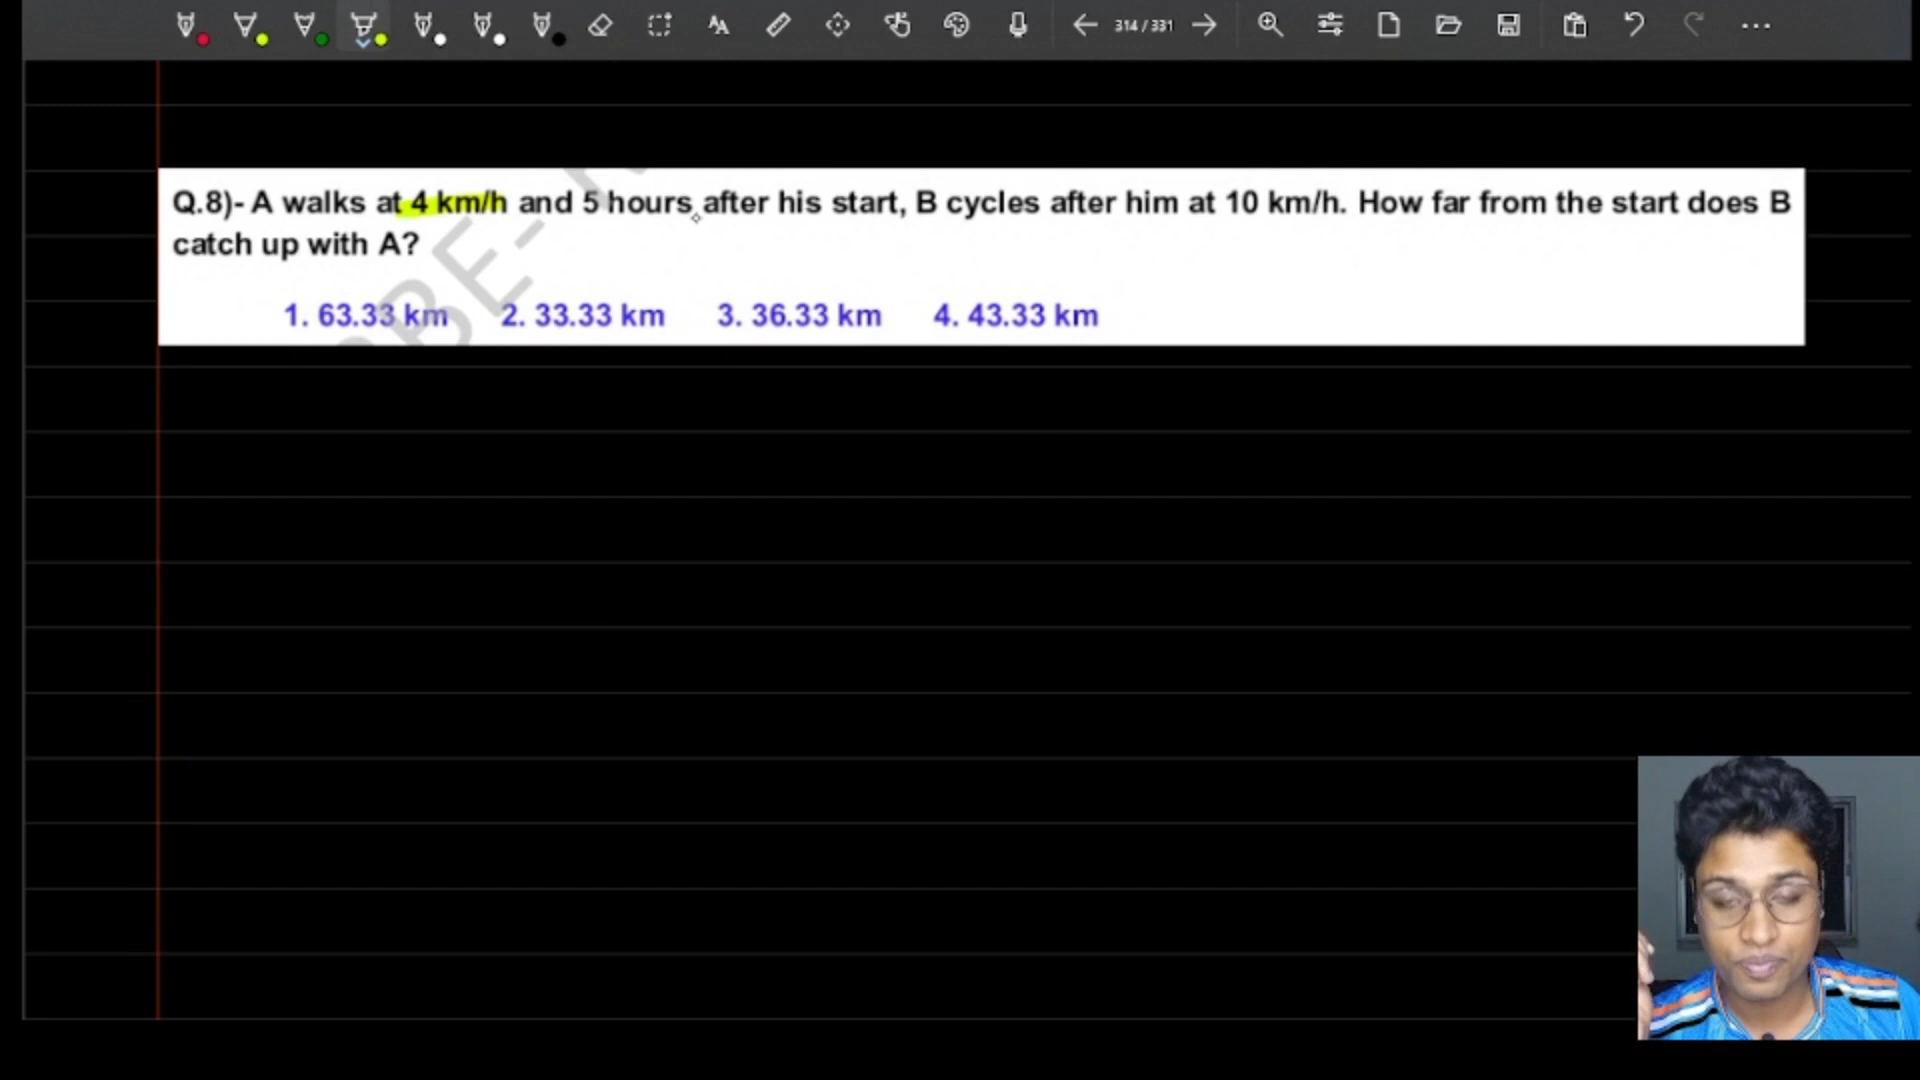 314 / 331
Q.8)- A walks at 4 km/h and 5 hours after his start, B cycles after him at 10 km/h. How far from the start does B
catch up with A?
1. 63.33 km 2. 33.33 km 3. 36.33 km 4. 43.33 km
BE-